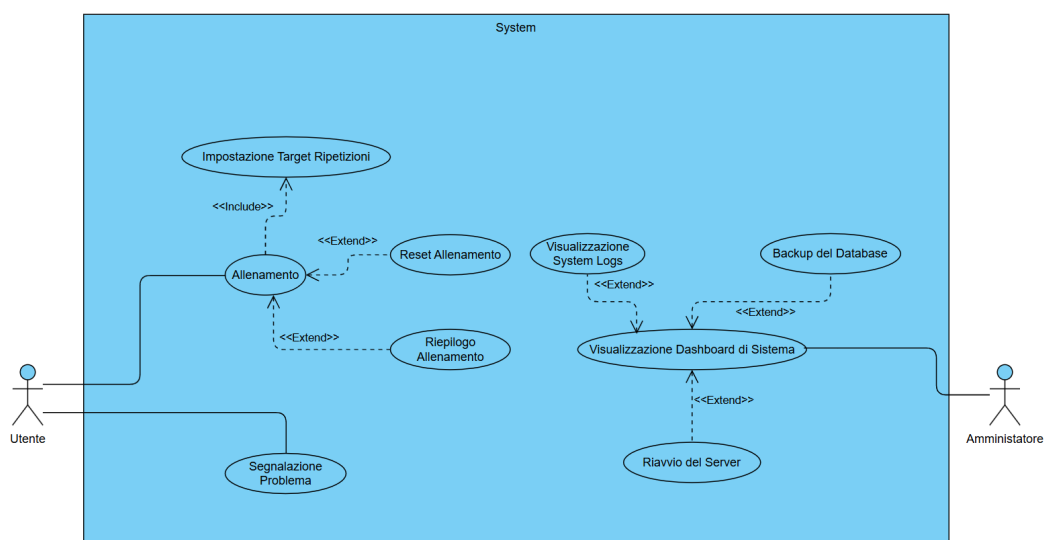 System
Impostazione Target Ripetizioni
<<Include>>
<<Extend>>
Reset Allenamento
Allenamento
<<Extend>>
Riepilogo
Allenamento
Visualizzazione
System Logs
Backup del Database
<<Extend>>
<<Extend>>
Visualizzazione Dashboard di Sistema
<<Extend>>
Riavvio del Server
Utente
Amministatore
Segnalazione
Problema